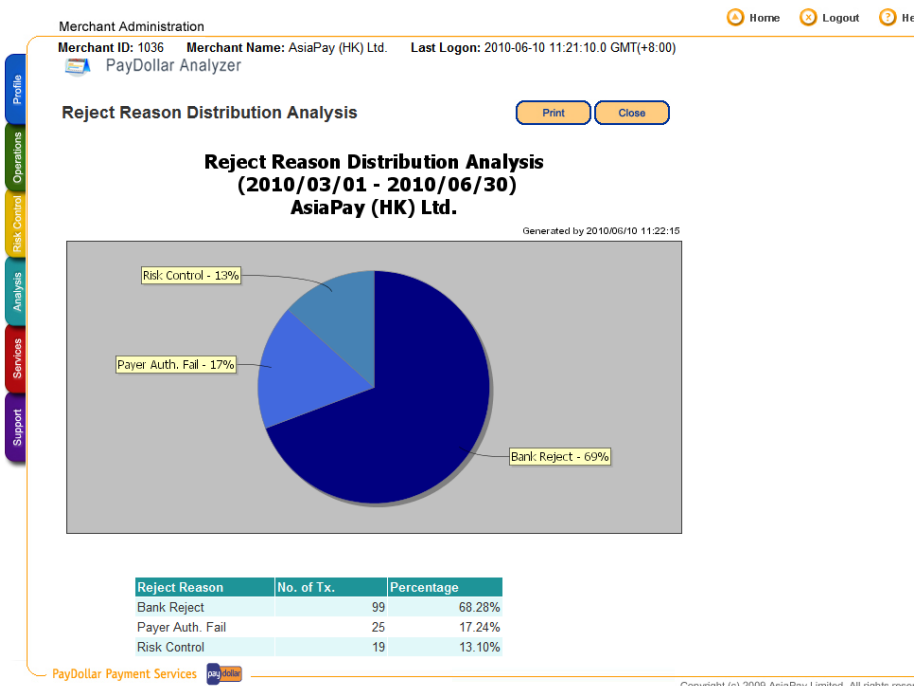 Home Logout
Merchant Administration
Merchant ID: 1036 Merchant Name: AsiaPay (HK) Ltd. Last Logon: 2010-06-10 11:21:10.0 GMT(+8:00)
PayDollar Analyzer
Profile
Operations
Risk Control
Analysis
Services
Support
Reject Reason Distribution Analysis
Print Close
Reject Reason Distribution Analysis
(2010/03/01 - 2010/06/30)
AsiaPay (HK) Ltd.
Generated by 2010/06/10 11:22:15
Risk Control - 13%
Payer Auth. Fail - 17%
Bank Reject - 69%
Reject Reason No. of Tx. Percentage
Bank Reject 99 68.28%
Payer Auth. Fail 25 17.24%
Risk Control 19 13.10%
PayDollar Payment Services paydollar